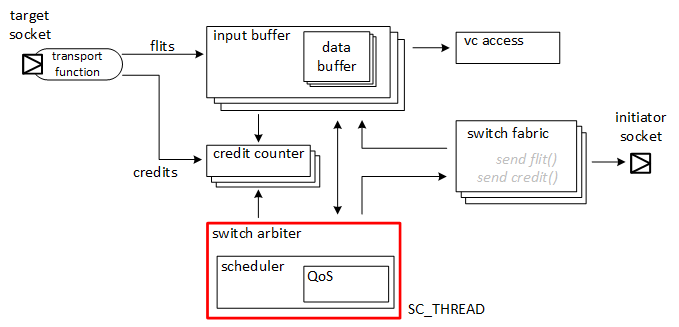 target
socket
transport
function
flits
credits
input buffer
data
buffer
vc access
credit counter
switch fabric
send flit()
send credit()
initiator
socket
switch arbiter
scheduler
QoS
SC_THREAD